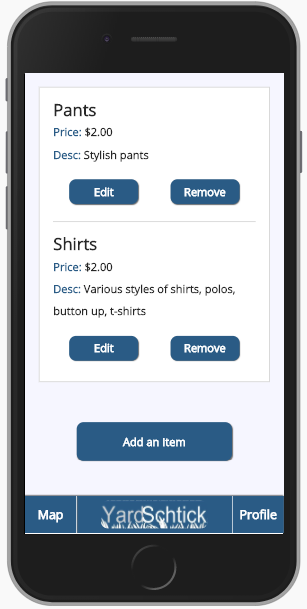 Pants
Price: $2.00
Desc: Stylish pants
Edit Remove
Shirts
Price: $2.00
Desc: Various styles of shirts, polos,
button up, t-shirts
Edit Remove
Add an Item
Map YardSchtick Profile